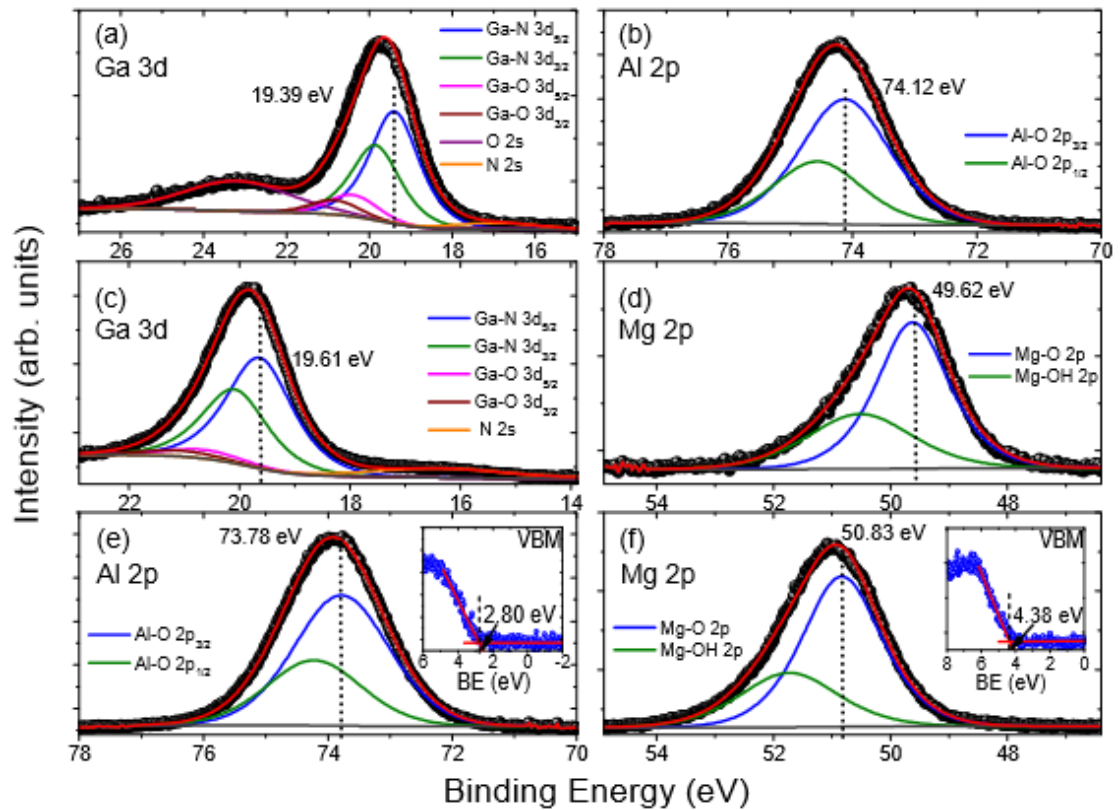 Intensity (arb. units)
(a)
Ga 3d
19.39 eV
Ga-N 3d5/2
Ga-N 3d3/2
Ga-O 3d5/2
Ga-O 3d3/2
O 2s
N 2s
26 24 22 20 18 16
(b)
Al 2p
74.12 eV
Al-O 2p3/2
Al-O 2p1/2
78 76 74 72 70
(c)
Ga 3d
19.61 eV
Ga-N 3d5/2
Ga-N 3d3/2
Ga-O 3d5/2
Ga-O 3d3/2
N 2s
22 20 18 16 14
(d)
Mg 2p
49.62 eV
Mg-O 2p
Mg-OH 2p
54 52 50 48
(e)
Al 2p
73.78 eV
Al-O 2p3/2
Al-O 2p1/2
VBM
2.80 eV
6 4 2 0 -2
BE (eV)
78 76 74 72 70
(f)
Mg 2p
50.83 eV
Mg-O 2p
Mg-OH 2p
VBM
4.38 eV
8 6 4 2 0
BE (eV)
54 52 50 48
Binding Energy (eV)